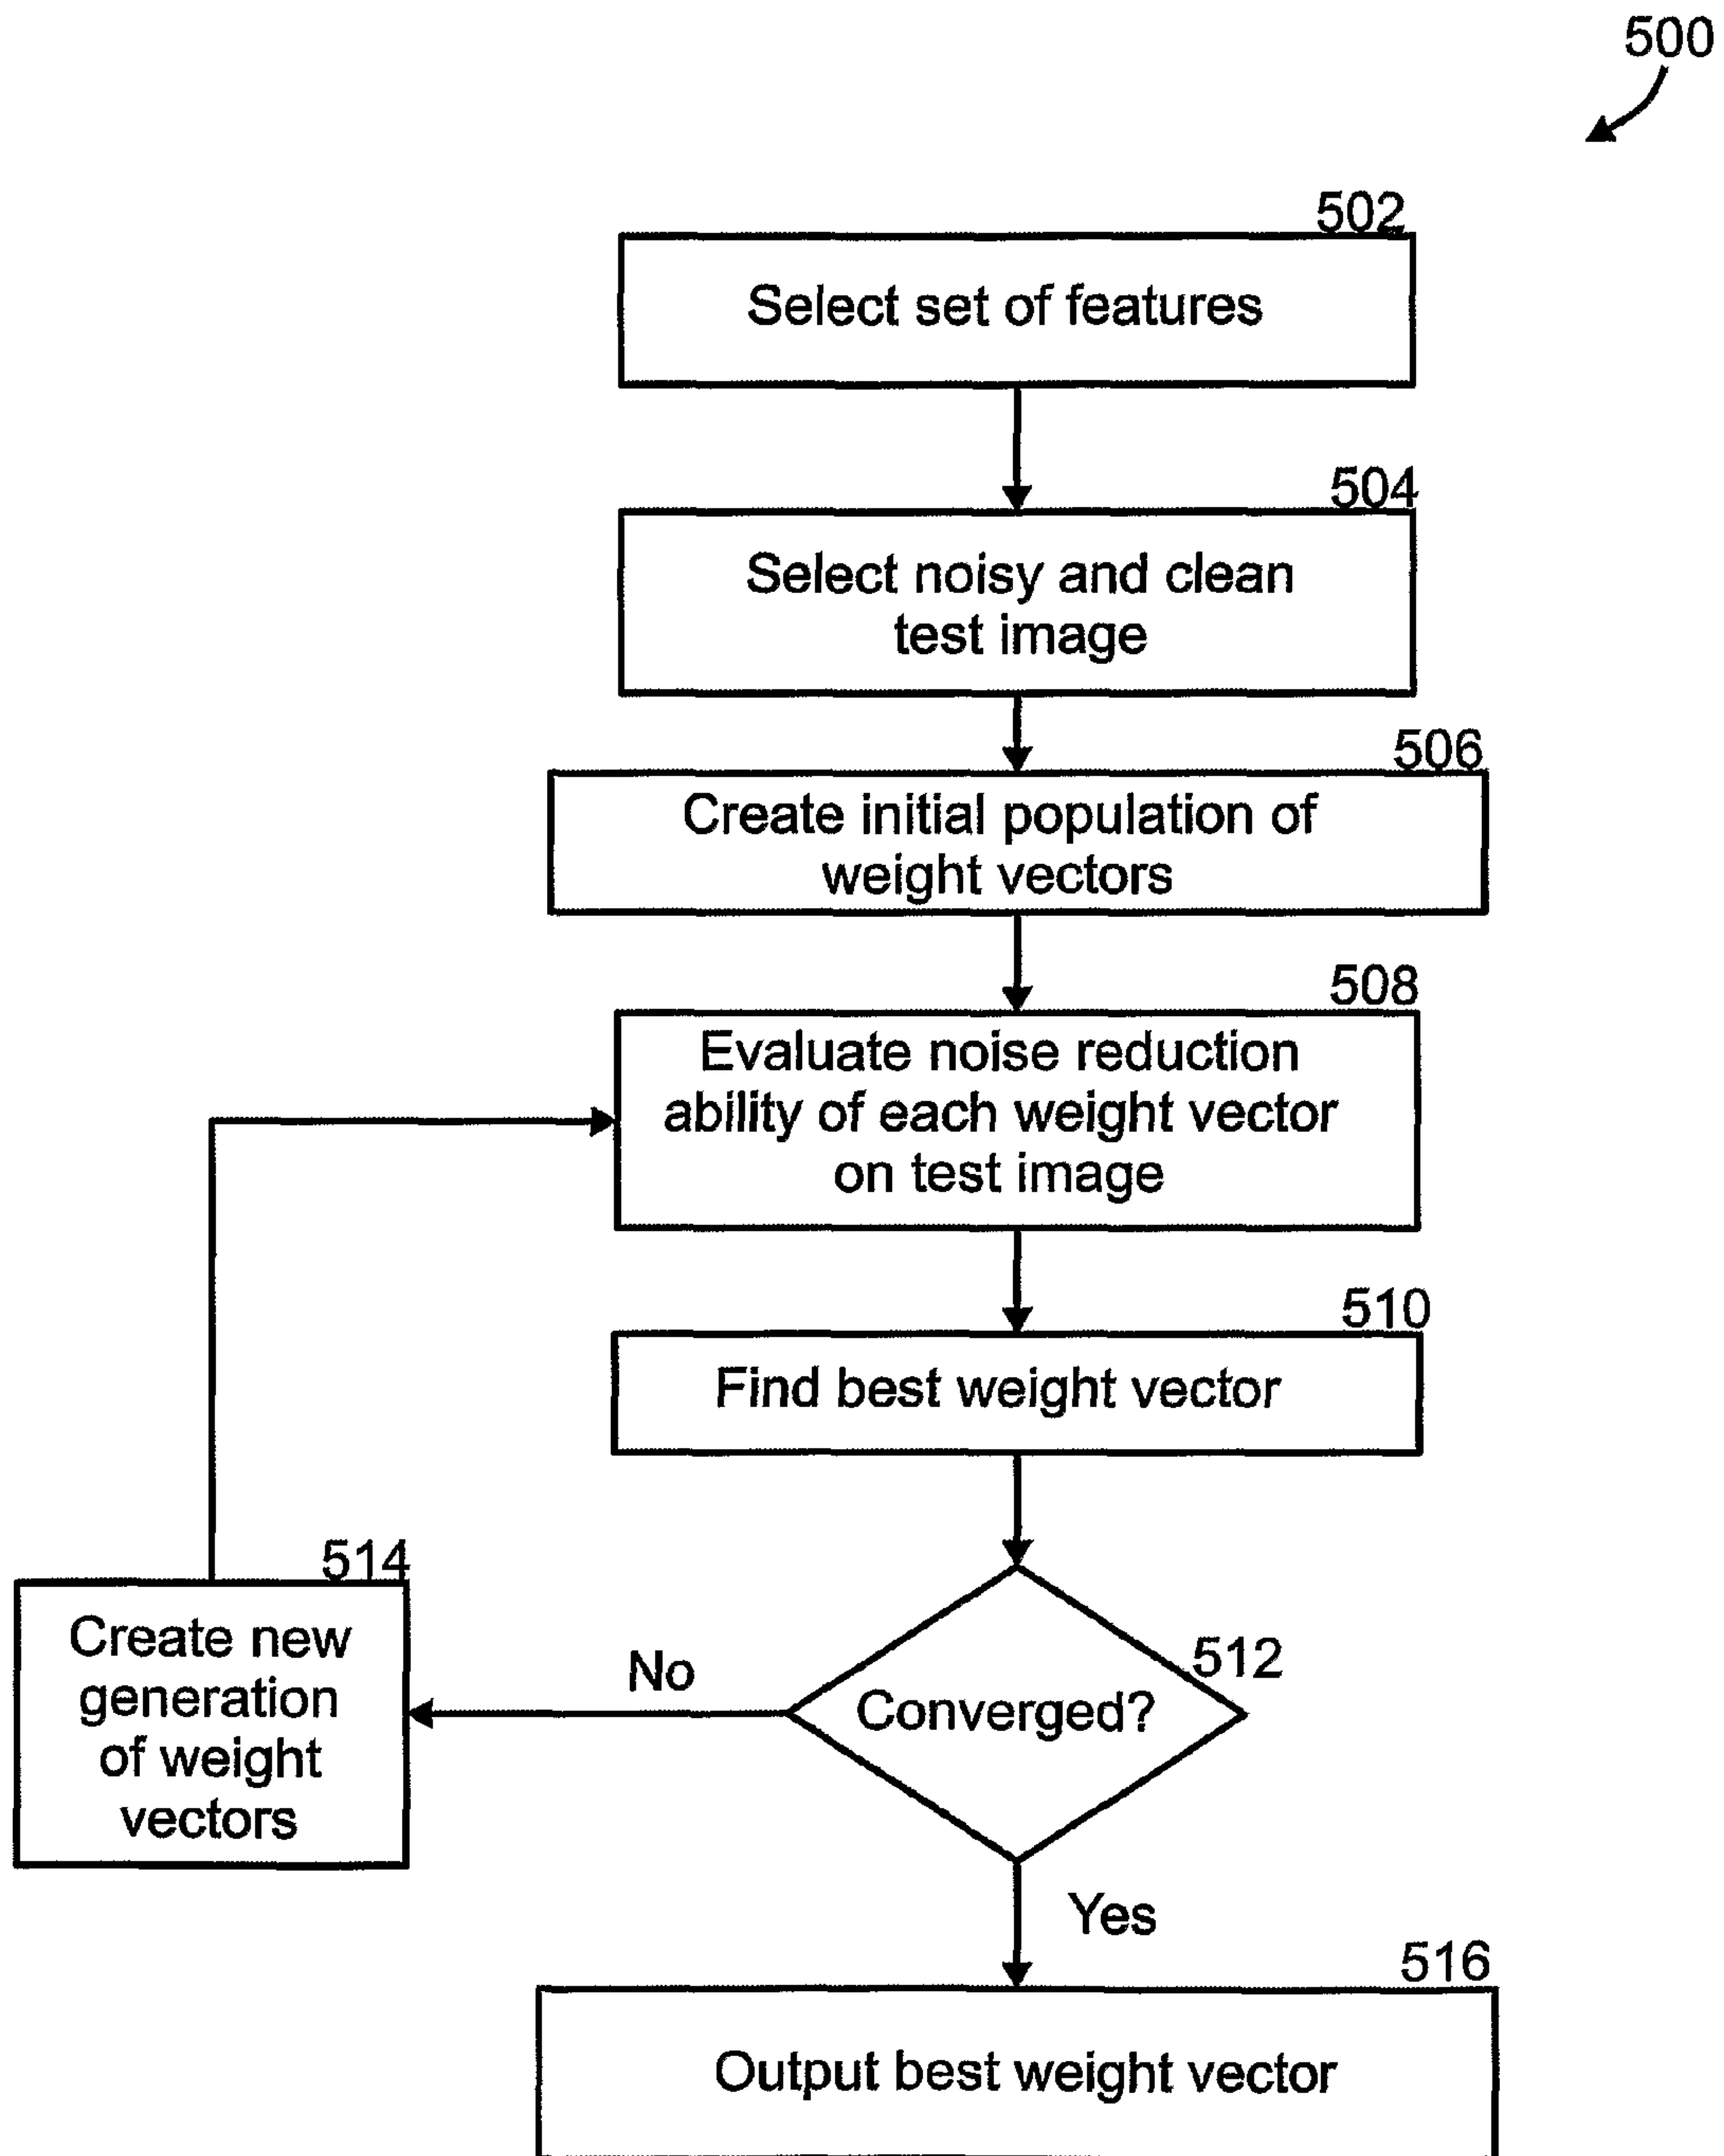 500
502
Select set of features
504
Select noisy and clean
test image
506
Create initial population of
weight vectors
508
Evaluate noise reduction
ability of each weight vector
on test image
510
Find best weight vector
512
Converged?
No
514
Create new
generation
of weight
vectors
Yes
516
Output best weight vector